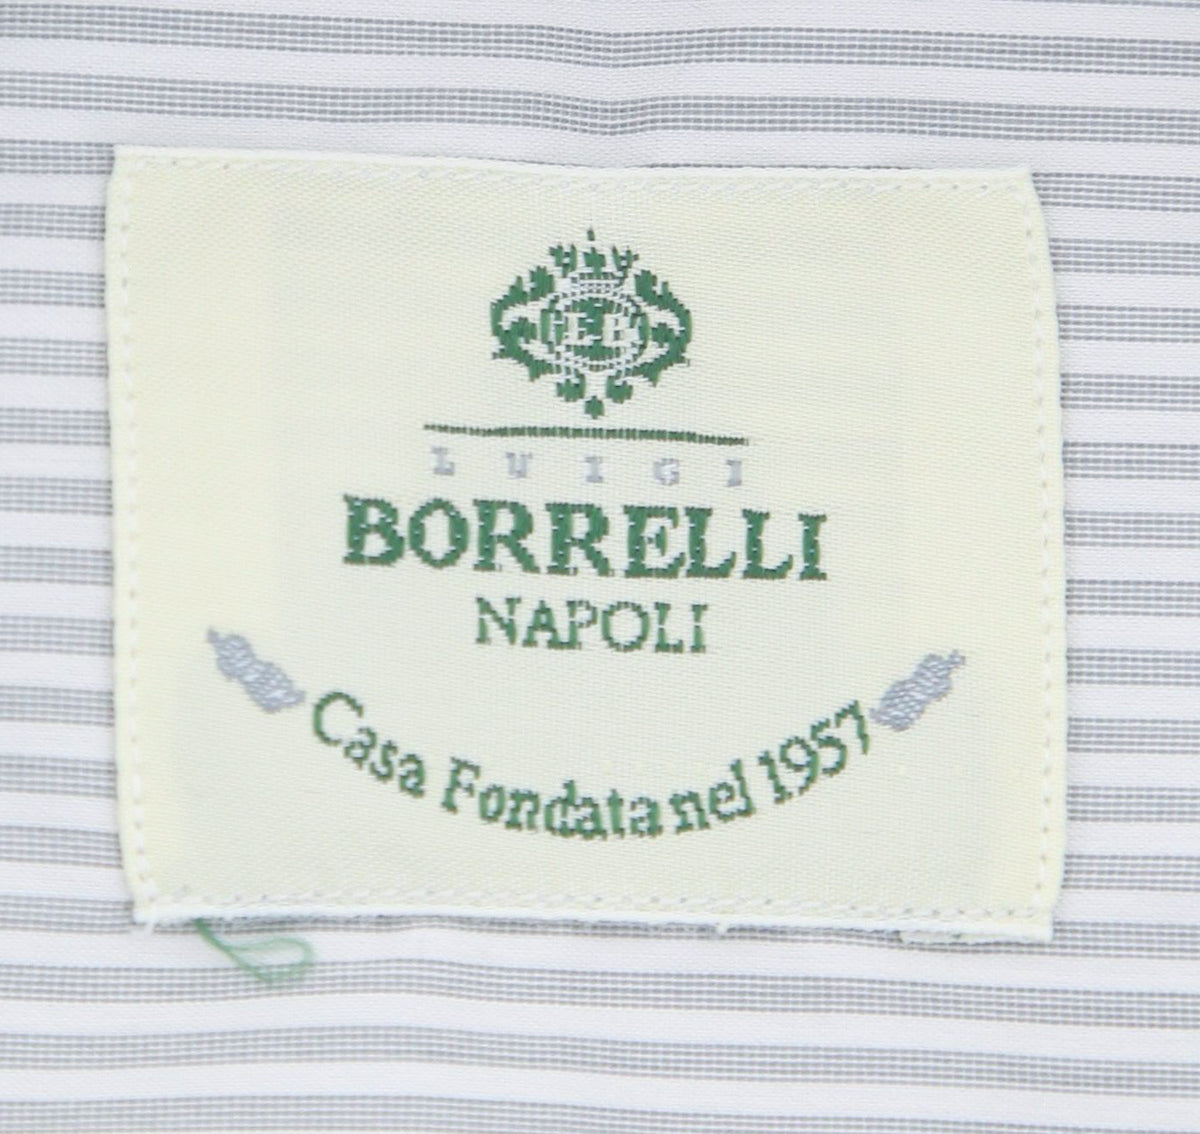 LUIGI
BORRELLI
NAPOLI
Casa Fondata nel 1957